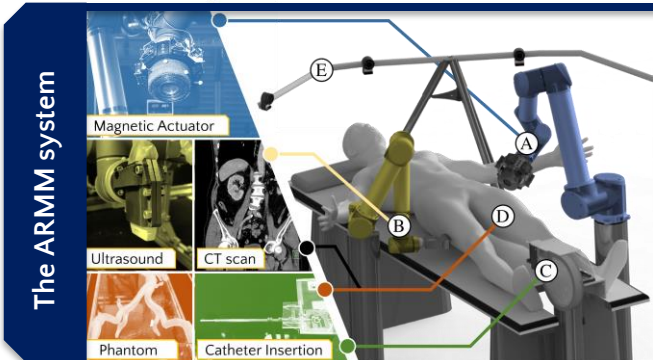 The ARMM system
Magnetic Actuator
Ultrasound
CT scan
Phantom
Catheter Insertion
E
A
B
D
C